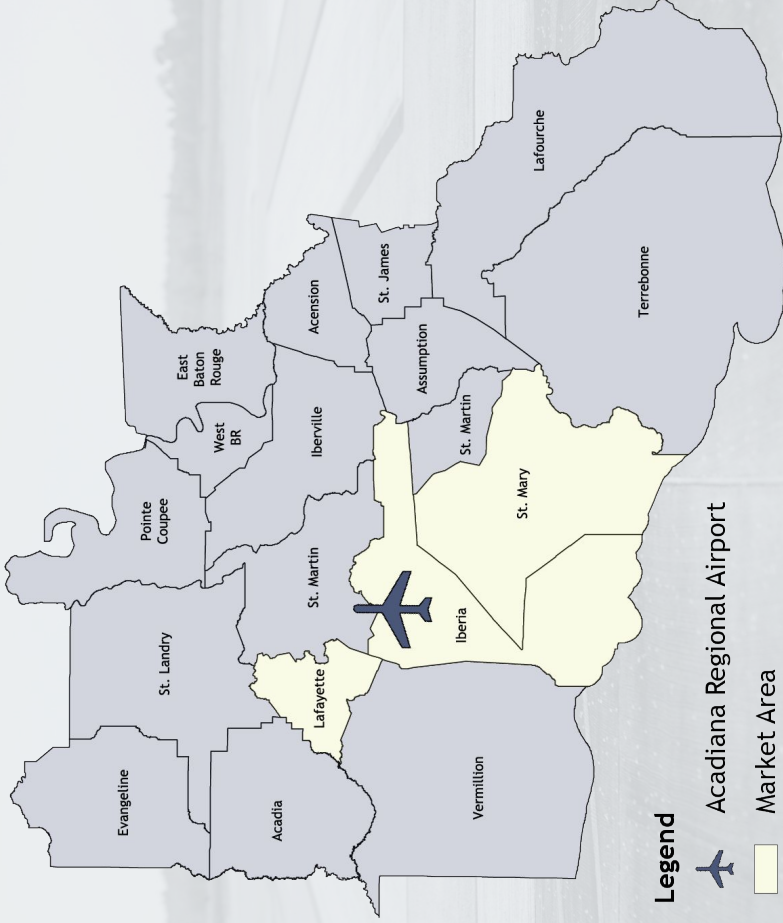 Evangeline
St. Landry
Pointe
Coupee
West
BR
East
Baton
Rouge
Acadia
Lafayette
St. Martin
Iberville
Acension
St. James
Assumption
Lafourche
Vermillion
Iberia
St. Mary
St. Martin
Terrebonne
Legend
Acadiana Regional Airport
Market Area